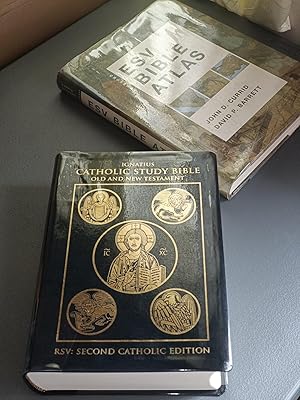 ESV
BIBLE
ATLAS
JOHN D. CURRID
DAVID P. BARRETT
ESV BIBLE A
IGNATIUS
CATHOLIC STUDY BIBLE
OLD AND NEW TESTAMENT
IC XC
RSV: SECOND CATHOLIC EDITION